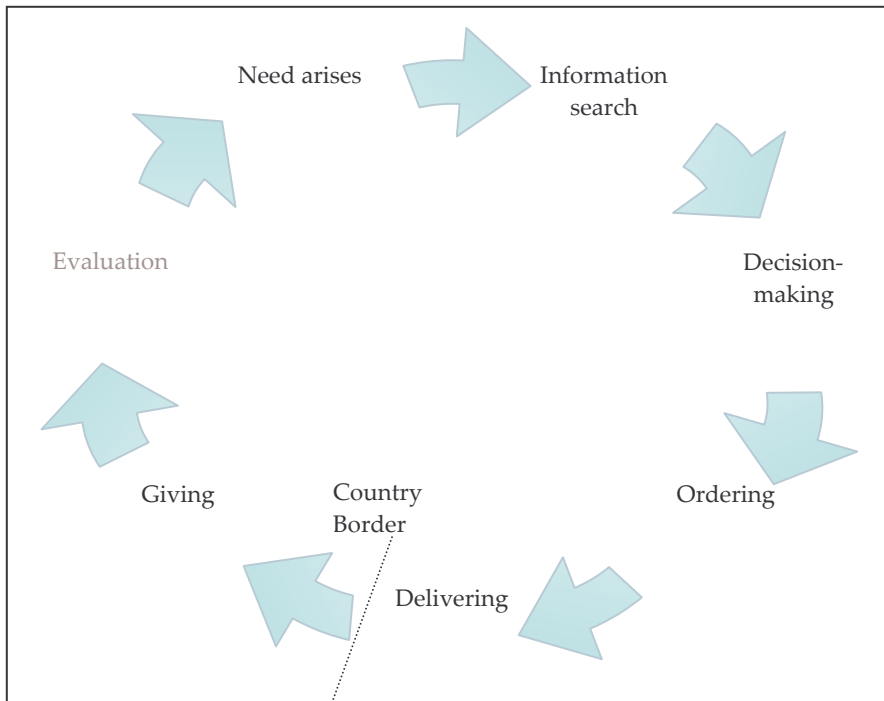 Need arises
Information
search
Decision-
making
Ordering
Delivering
Country
Border
Giving
Evaluation